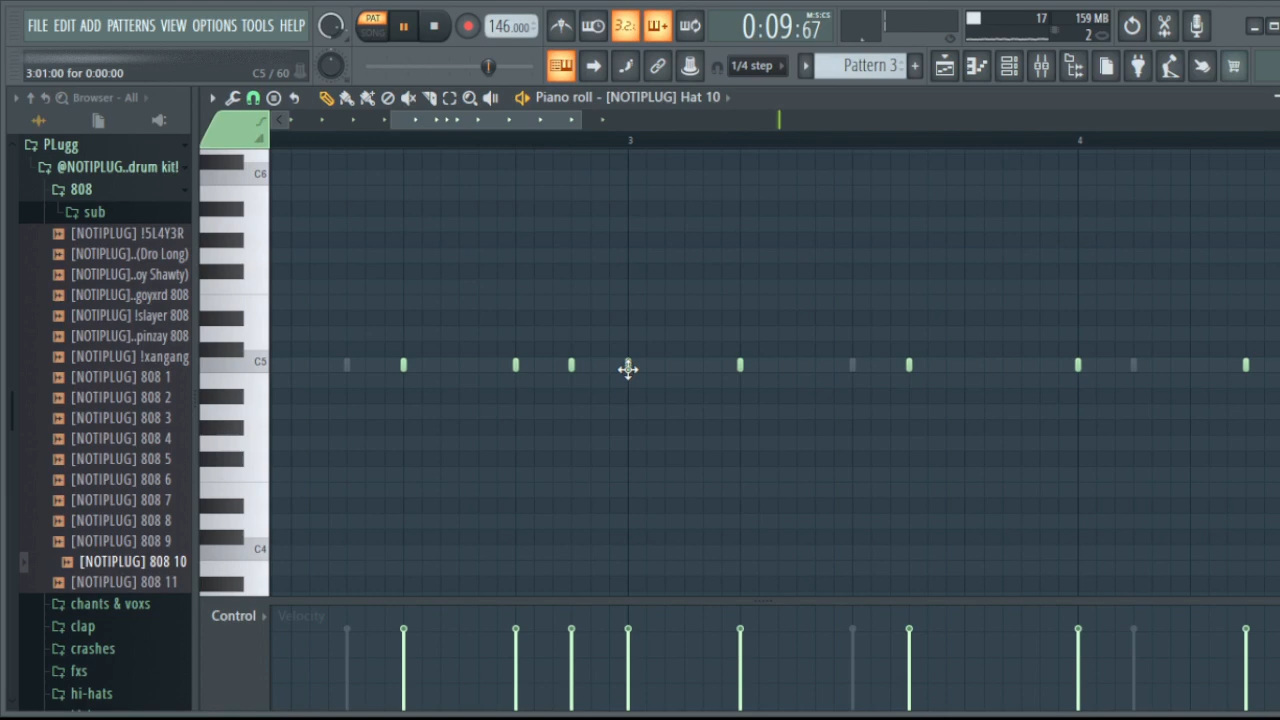 FILE EDIT ADD PATTERNS VIEW OPTIONS TOOLS HELP
PAT
SONG
146.000
3.2.
0:09:67
M:S:CS
17
159 MB
2
3:01:00 for 0:00:00
C5 / 60
1/4 step
Pattern 3
+
Browser - All
Piano roll - [NOTIPLUG] Hat 10
3
4
PLugg
@NOTIPLUG..drum kit!
808
sub
[NOTIPLUG] !5L4Y3R
[NOTIPLUG]..(Dro Long)
[NOTIPLUG]..oy Shawty)
[NOTIPLUG]..goyxrd 808
[NOTIPLUG] !slayer 808
[NOTIPLUG]..pinzay 808
[NOTIPLUG] !xangang
[NOTIPLUG] 808 1
[NOTIPLUG] 808 2
[NOTIPLUG] 808 3
[NOTIPLUG] 808 4
[NOTIPLUG] 808 5
[NOTIPLUG] 808 6
[NOTIPLUG] 808 7
[NOTIPLUG] 808 8
[NOTIPLUG] 808 9
[NOTIPLUG] 808 10
[NOTIPLUG] 808 11
chants & voxs
clap
crashes
fxs
hi-hats
C6
C5
C4
Control
Velocity